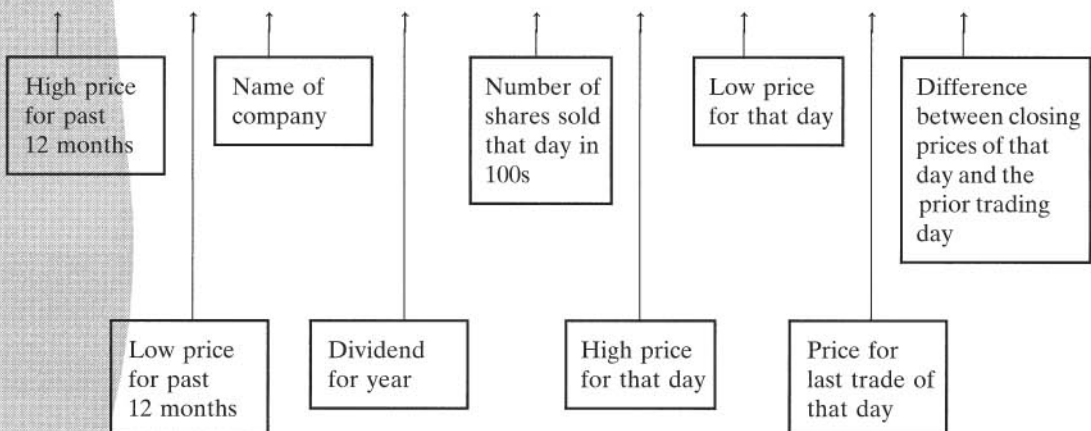 High price
for past
12 months
Name of
company
Number of
shares sold
that day in
100s
Low price
for that day
Difference
between closing
prices of that
day and the
prior trading
day
Low price
for past
12 months
Dividend
for year
High price
for that day
Price for
last trade of
that day